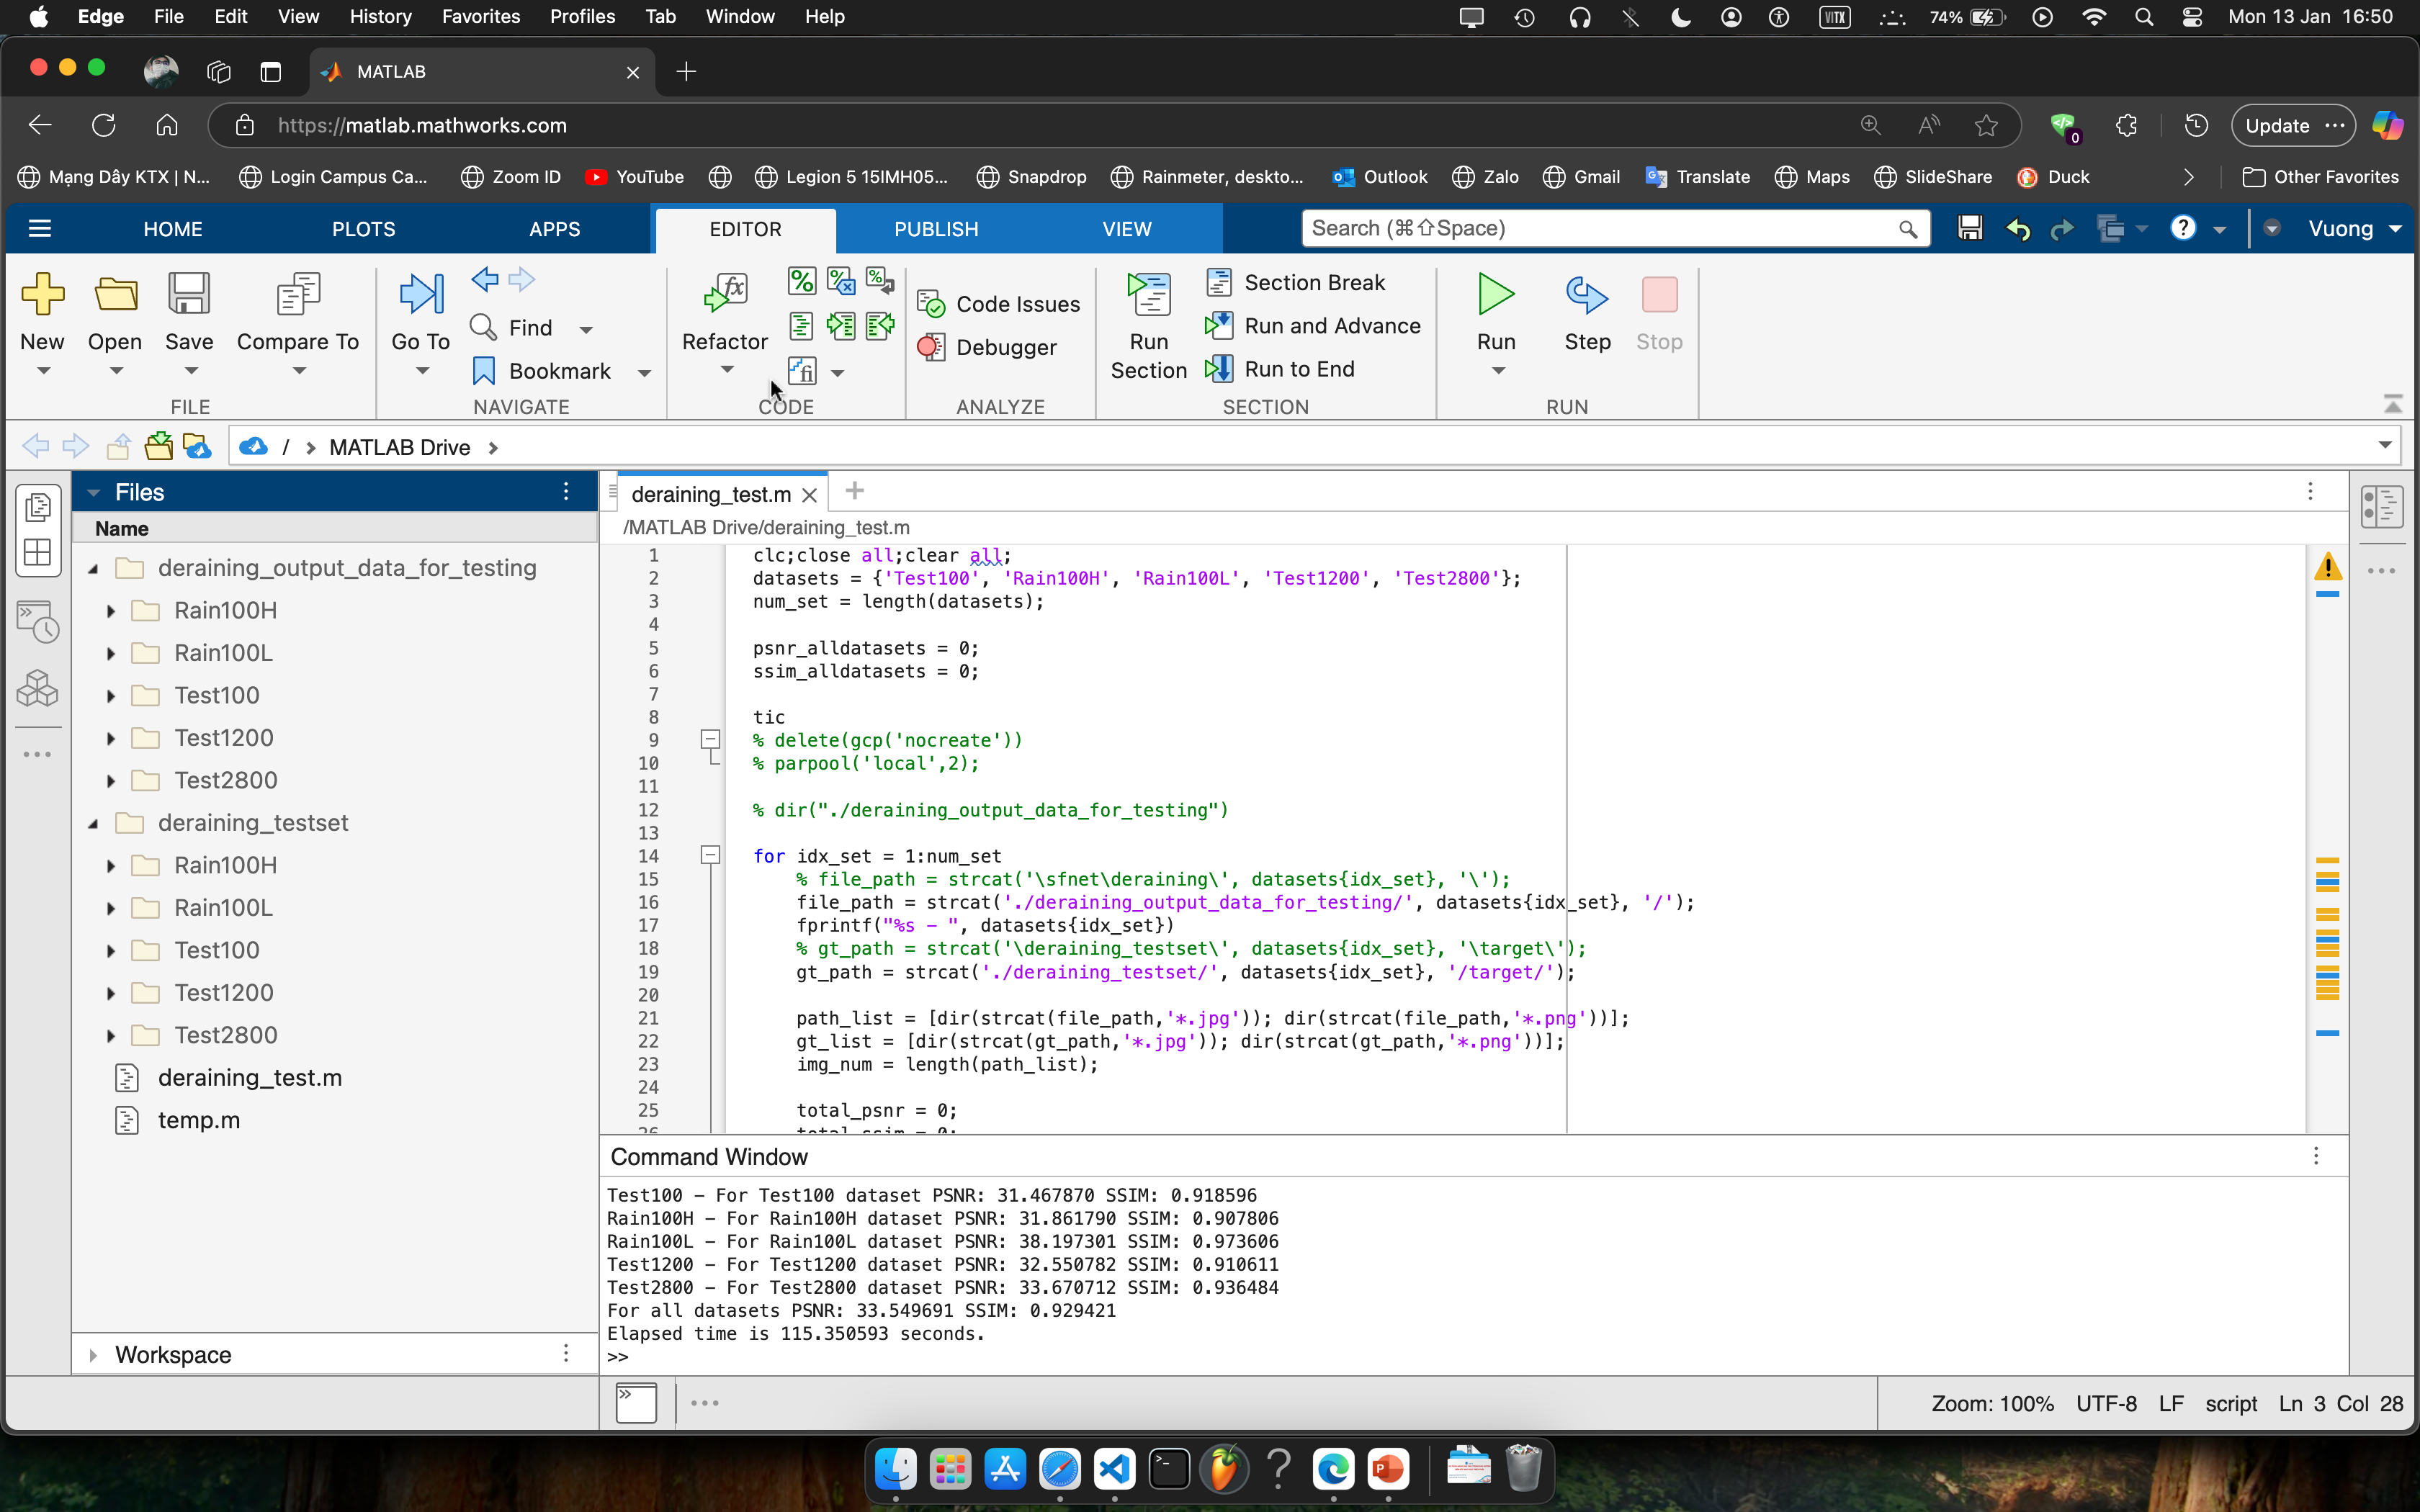 Edge File Edit View History Favorites Profiles Tab Window Help VITX 74% Mon 13 Jan 16:50
MATLAB
https://matlab.mathworks.com 0 Update
Mạng Dây KTX | N... Login Campus Ca... Zoom ID YouTube Legion 5 15IMH05... Snapdrop Rainmeter, deskto... Outlook Zalo Gmail Translate Maps SlideShare Duck Other Favorites
HOME PLOTS APPS EDITOR PUBLISH VIEW Search (⌘⇧Space) Vuong
New Open Save Compare To Go To Find Bookmark Refactor Code Issues Debugger Run Section Section Break Run and Advance Run to End Run Step Stop
FILE NAVIGATE CODE ANALYZE SECTION RUN
/ › MATLAB Drive ›
Files
Name
deraining_output_data_for_testing
Rain100H
Rain100L
Test100
Test1200
Test2800
deraining_testset
Rain100H
Rain100L
Test100
Test1200
Test2800
deraining_test.m
temp.m
Workspace
deraining_test.m
/MATLAB Drive/deraining_test.m
1 clc;close all;clear all;
2 datasets = {'Test100', 'Rain100H', 'Rain100L', 'Test1200', 'Test2800'};
3 num_set = length(datasets);
4
5 psnr_alldatasets = 0;
6 ssim_alldatasets = 0;
7
8 tic
9 % delete(gcp('nocreate'))
10 % parpool('local',2);
11
12 % dir("./deraining_output_data_for_testing")
13
14 for idx_set = 1:num_set
15 % file_path = strcat('\sfnet\deraining\', datasets{idx_set}, '\');
16 file_path = strcat('./deraining_output_data_for_testing/', datasets{idx_set}, '/');
17 fprintf("%s - ", datasets{idx_set})
18 % gt_path = strcat('\deraining_testset\', datasets{idx_set}, '\target\');
19 gt_path = strcat('./deraining_testset/', datasets{idx_set}, '/target/');
20
21 path_list = [dir(strcat(file_path,'*.jpg')); dir(strcat(file_path,'*.png'))];
22 gt_list = [dir(strcat(gt_path,'*.jpg')); dir(strcat(gt_path,'*.png'))];
23 img_num = length(path_list);
24
25 total_psnr = 0;
26 total_ssim = 0;
Command Window
Test100 - For Test100 dataset PSNR: 31.467870 SSIM: 0.918596
Rain100H - For Rain100H dataset PSNR: 31.861790 SSIM: 0.907806
Rain100L - For Rain100L dataset PSNR: 38.197301 SSIM: 0.973606
Test1200 - For Test1200 dataset PSNR: 32.550782 SSIM: 0.910611
Test2800 - For Test2800 dataset PSNR: 33.670712 SSIM: 0.936484
For all datasets PSNR: 33.549691 SSIM: 0.929421
Elapsed time is 115.350593 seconds.
>>
Zoom: 100% UTF-8 LF script Ln 3 Col 28